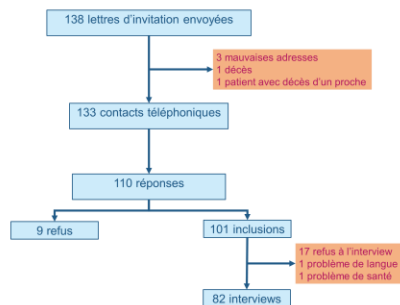 138 lettres d'invitation envoyées
3 mauvaises adresses
1 décès
1 patient avec décès d'un proche
133 contacts téléphoniques
110 réponses
9 refus
101 inclusions
17 refus à l'interview
1 problème de langue
1 problème de santé
82 interviews